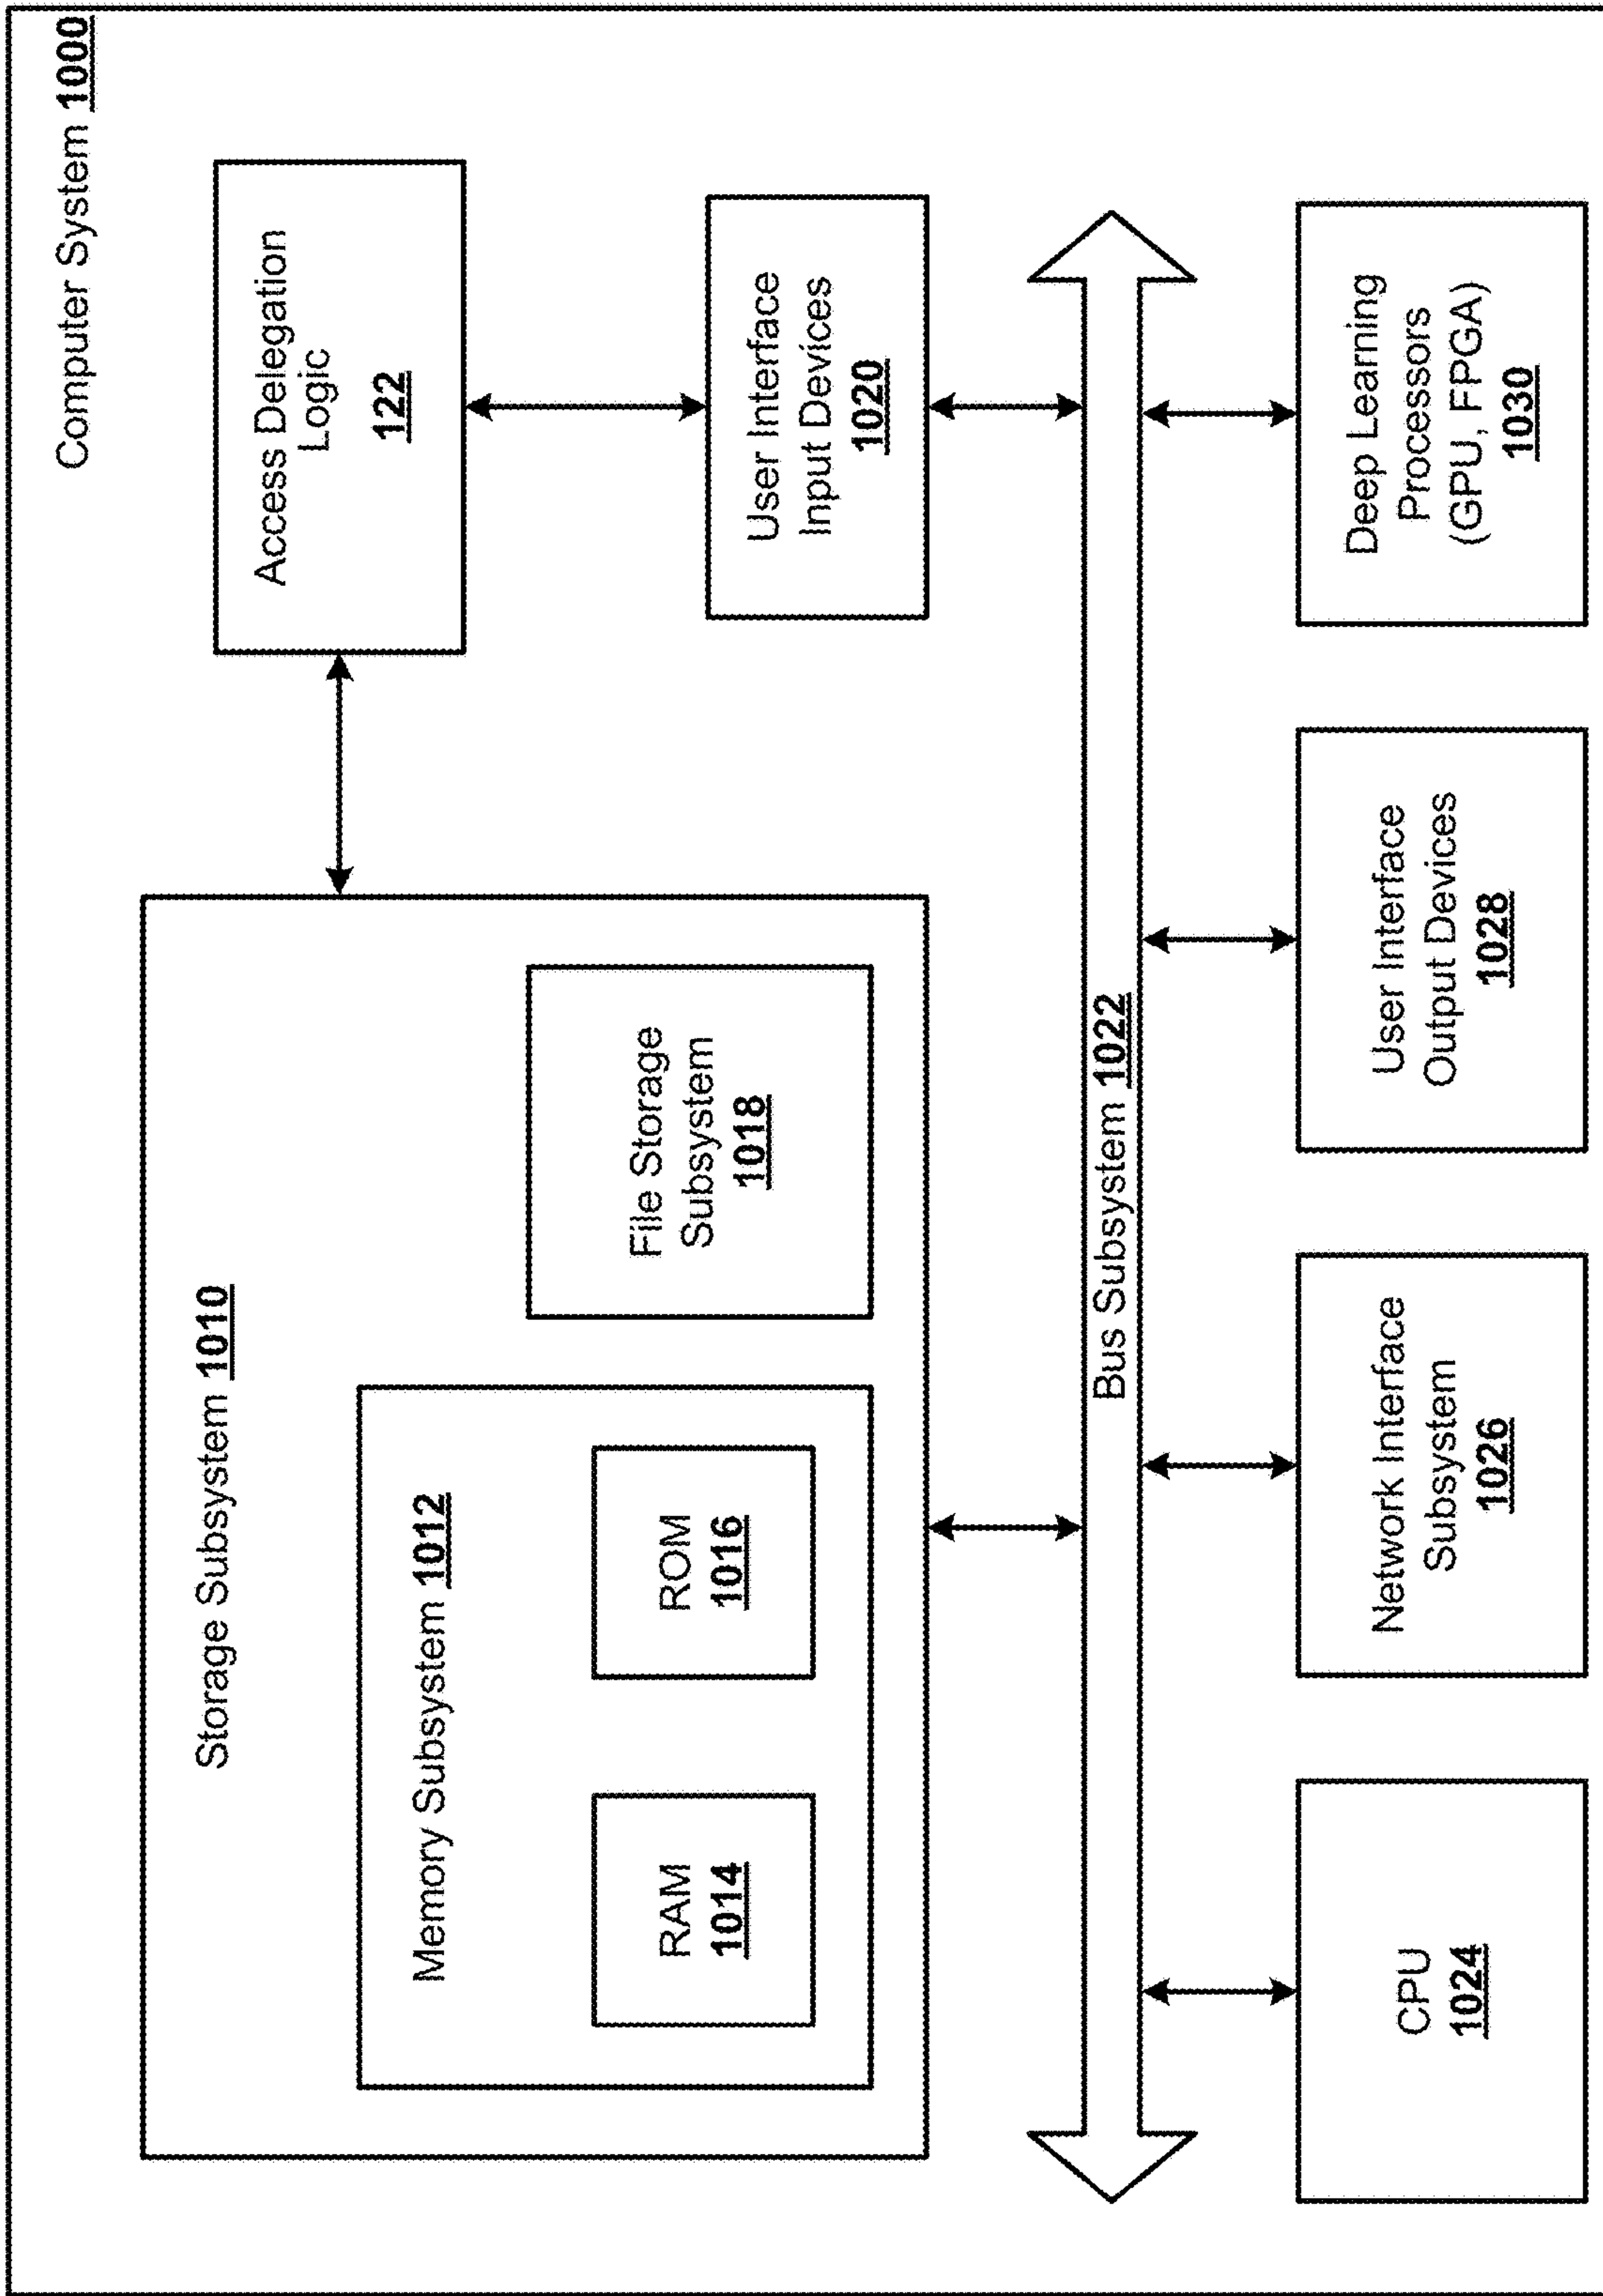 Computer System 1000
Storage Subsystem 1010
Memory Subsystem 1012
RAM
1014
ROM
1016
File Storage
Subsystem
1018
Access Delegation
Logic
122
User Interface
Input Devices
1020
Bus Subsystem 1022
CPU
1024
Network Interface
Subsystem
1026
User Interface
Output Devices
1028
Deep Learning
Processors
(GPU, FPGA)
1030